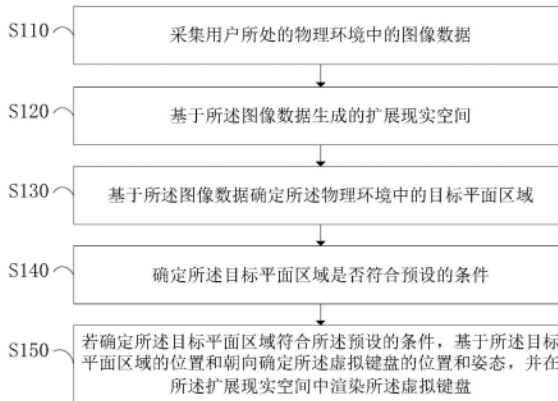 S110
采集用户所处的物理环境中的图像数据
S120
基于所述图像数据生成的扩展现实空间
S130
基于所述图像数据确定所述物理环境中的目标平面区域
S140
确定所述目标平面区域是否符合预设的条件
S150
若确定所述目标平面区域符合所述预设的条件，基于所述目标
平面区域的位置和朝向确定所述虚拟键盘的位置和姿态，并在
所述扩展现实空间中渲染所述虚拟键盘